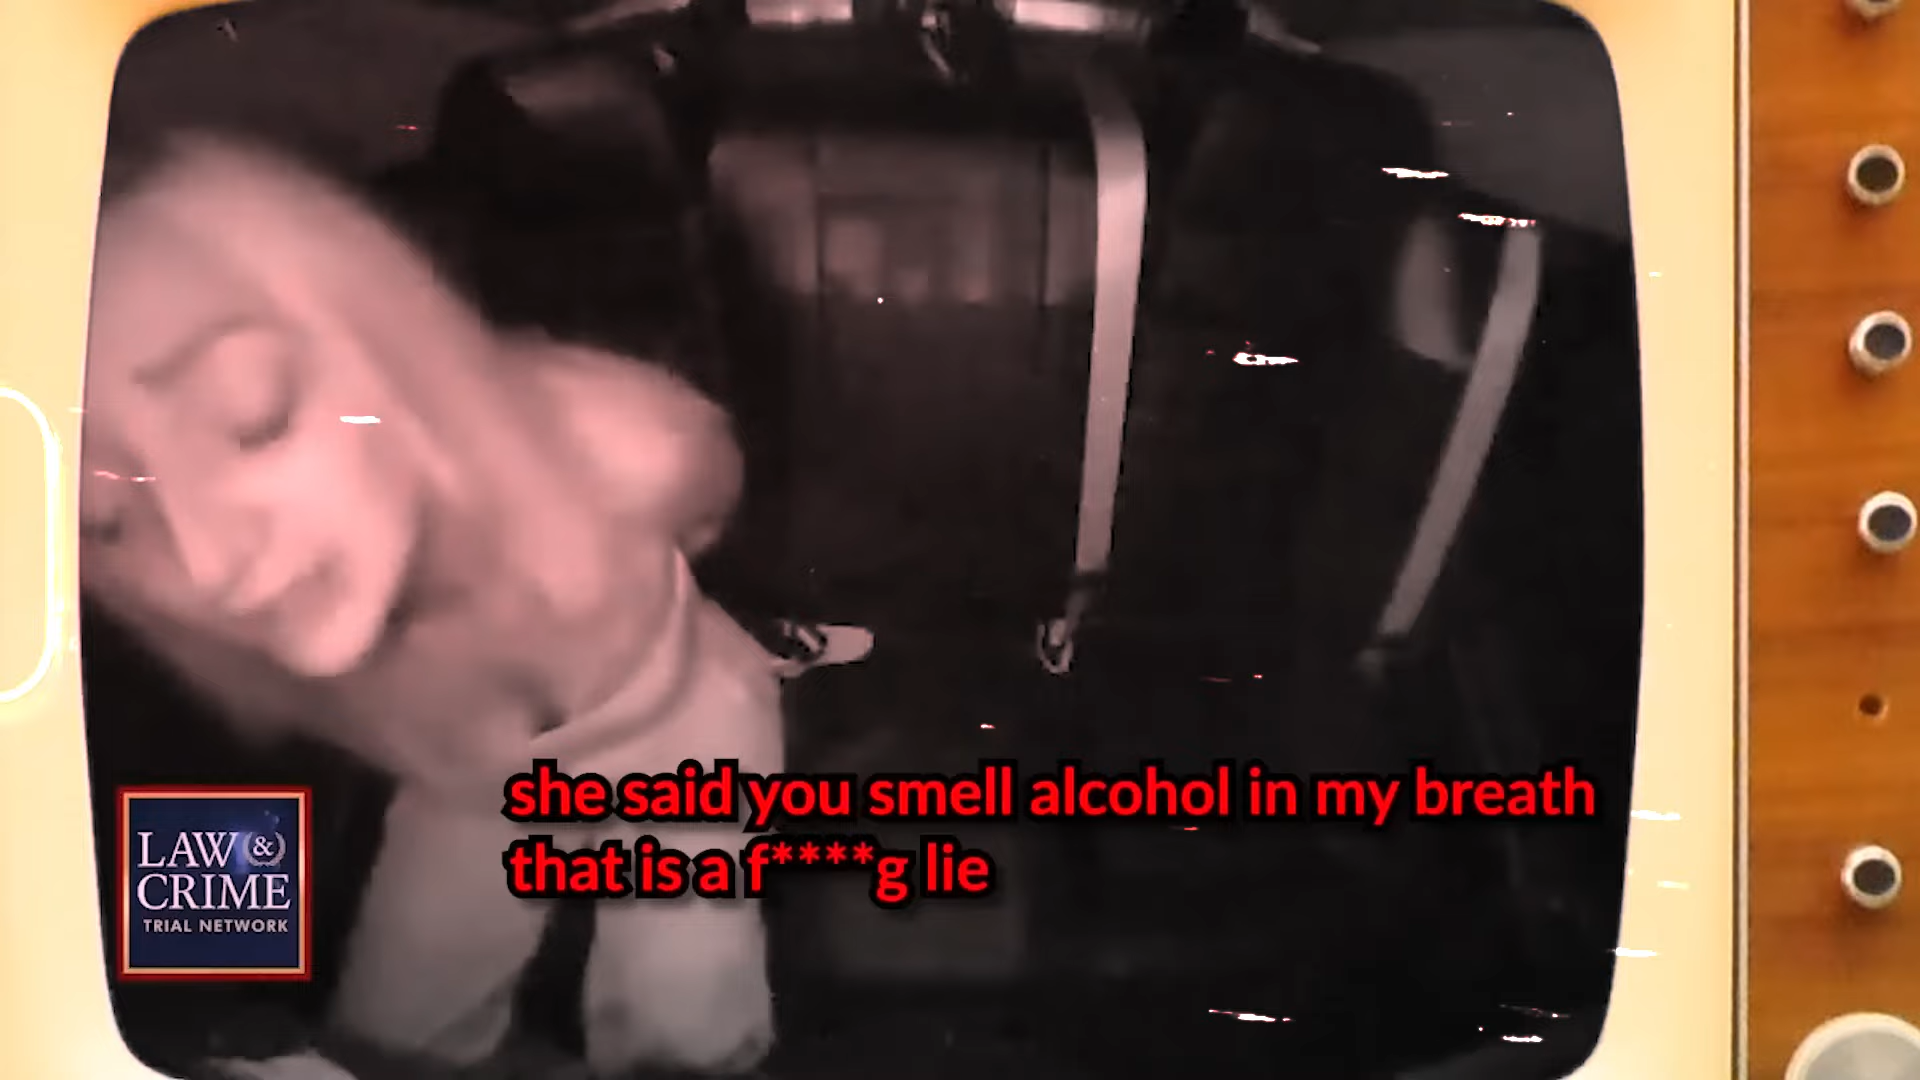 she said you smell alcohol in my breath
that is a f****g lie
LAW &
CRIME
TRIAL NETWORK